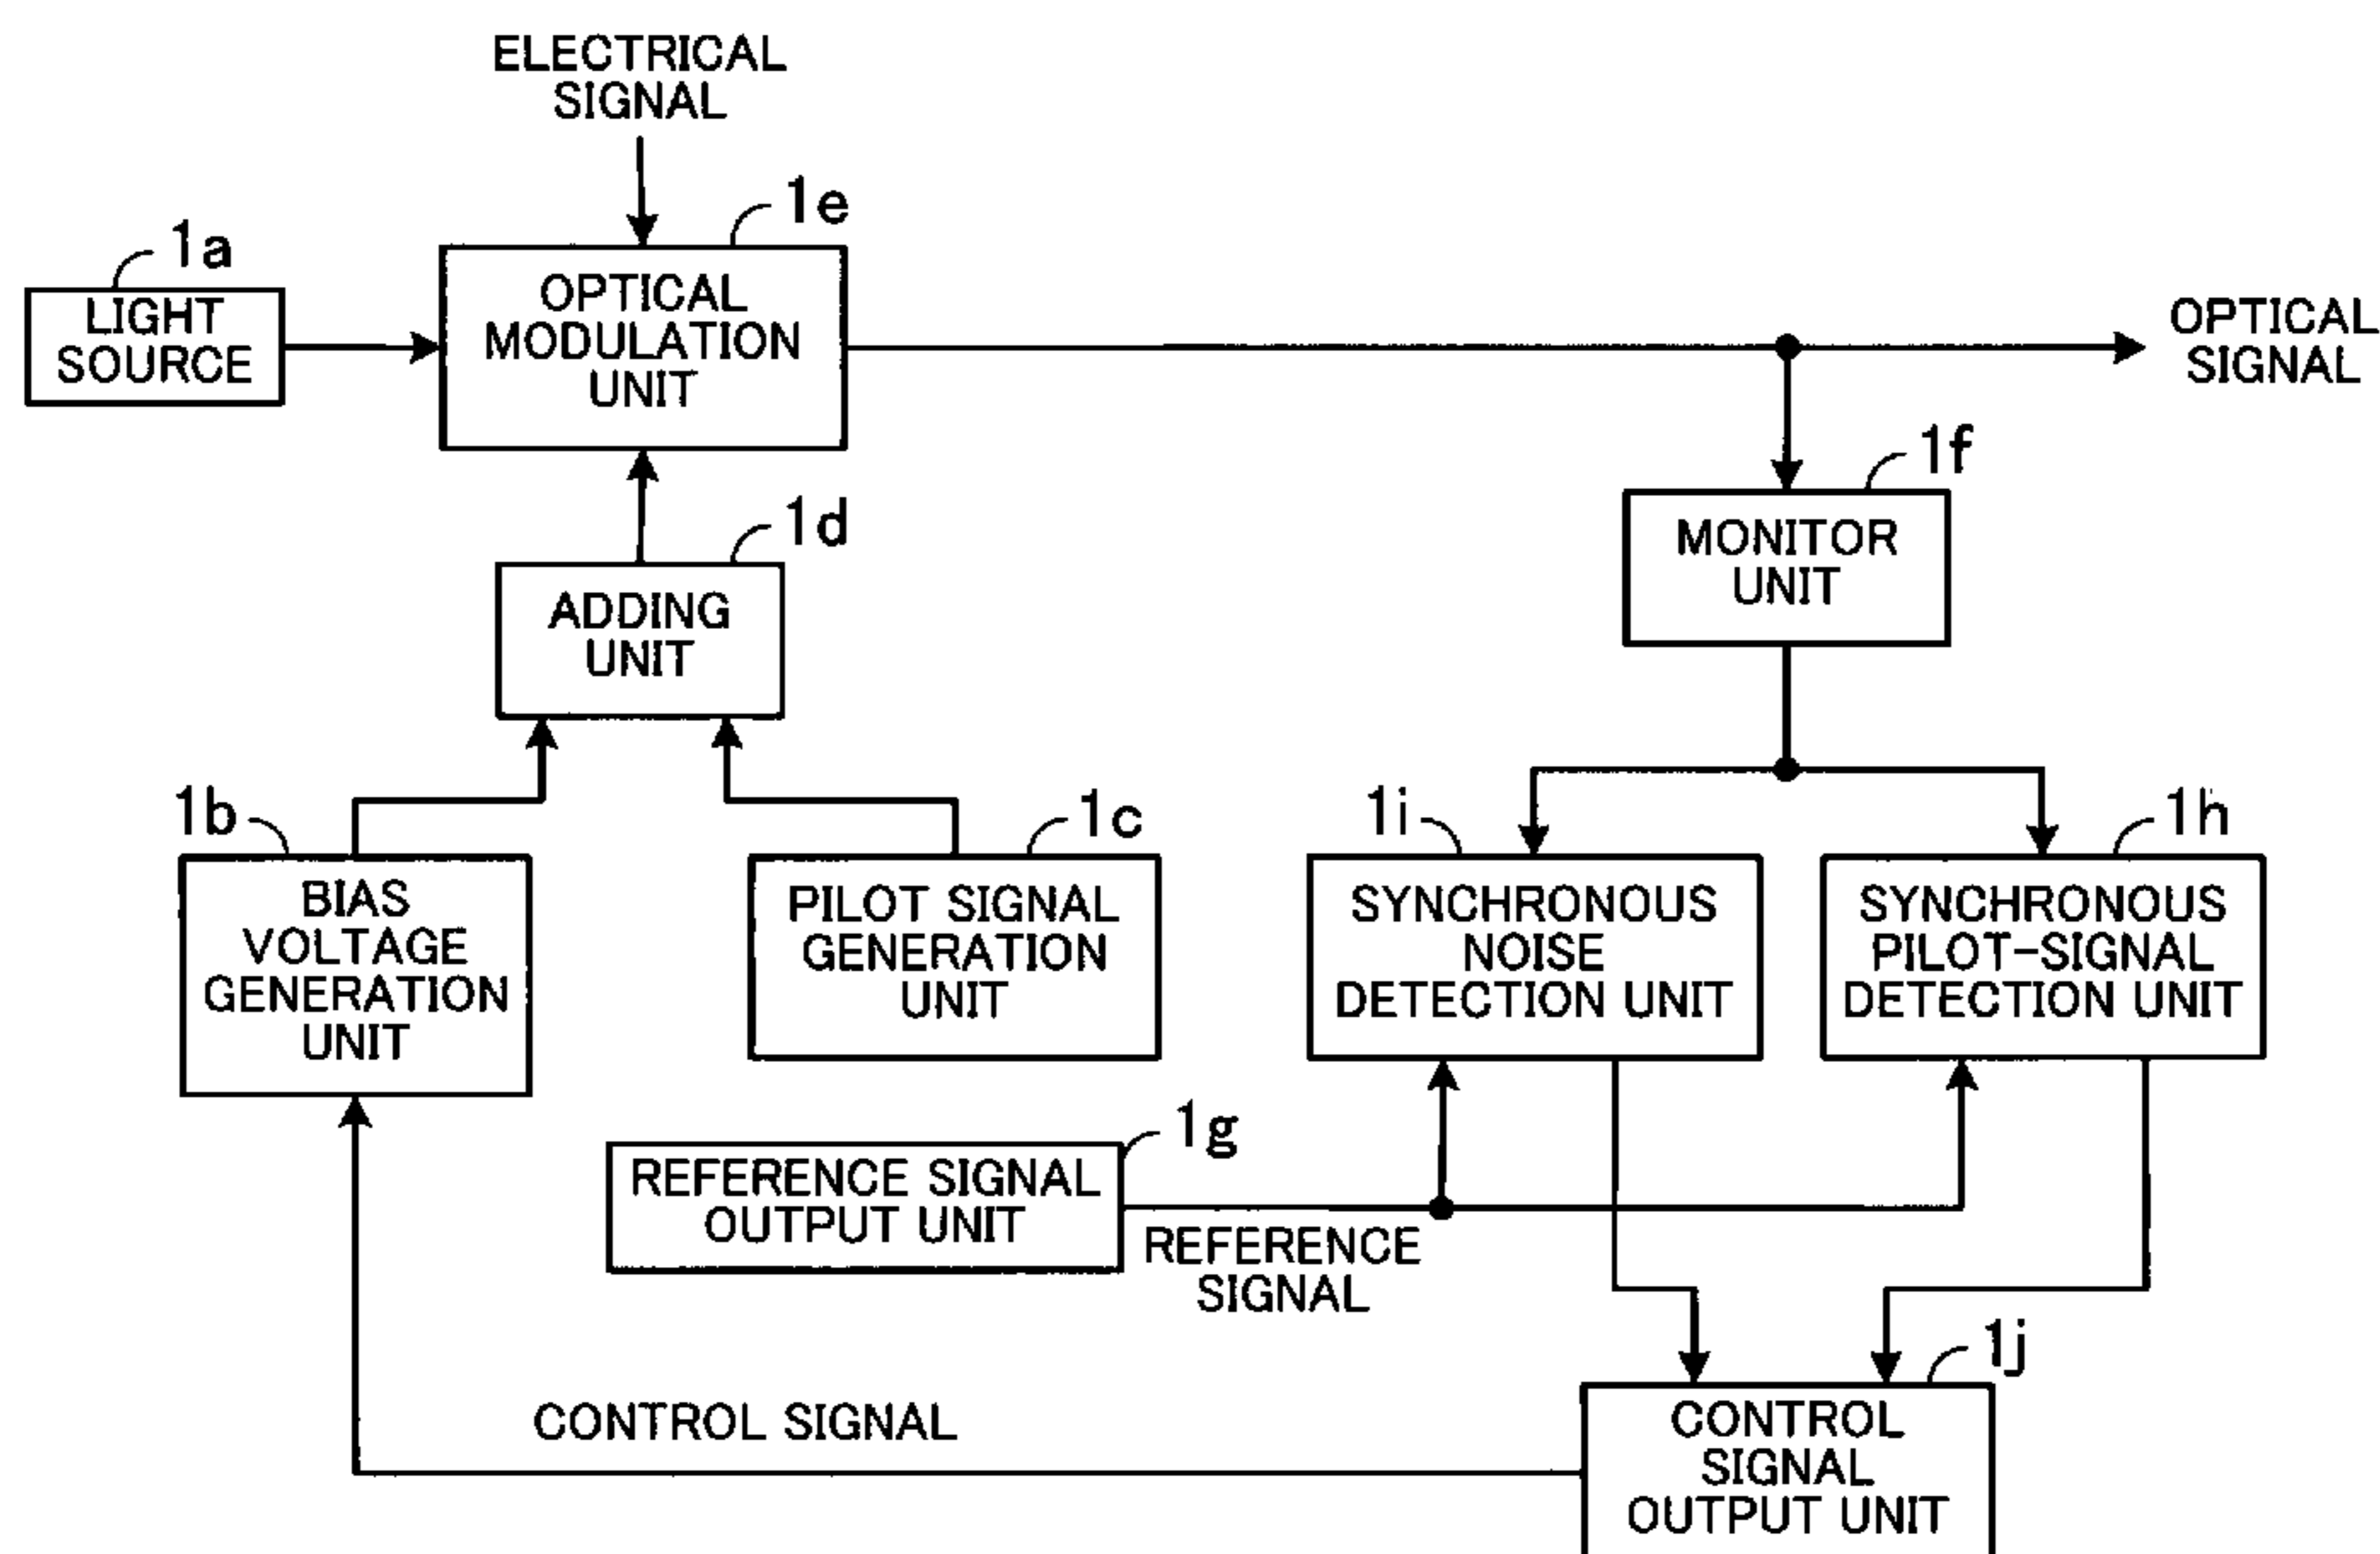 ELECTRICAL
SIGNAL
1e
1a
LIGHT
SOURCE
OPTICAL
MODULATION
UNIT
OPTICAL
SIGNAL
1f
MONITOR
UNIT
1d
ADDING
UNIT
1b
BIAS
VOLTAGE
GENERATION
UNIT
1c
PILOT SIGNAL
GENERATION
UNIT
1i
SYNCHRONOUS
NOISE
DETECTION UNIT
1h
SYNCHRONOUS
PILOT-SIGNAL
DETECTION UNIT
1g
REFERENCE SIGNAL
OUTPUT UNIT
REFERENCE
SIGNAL
1j
CONTROL
SIGNAL
OUTPUT UNIT
CONTROL SIGNAL